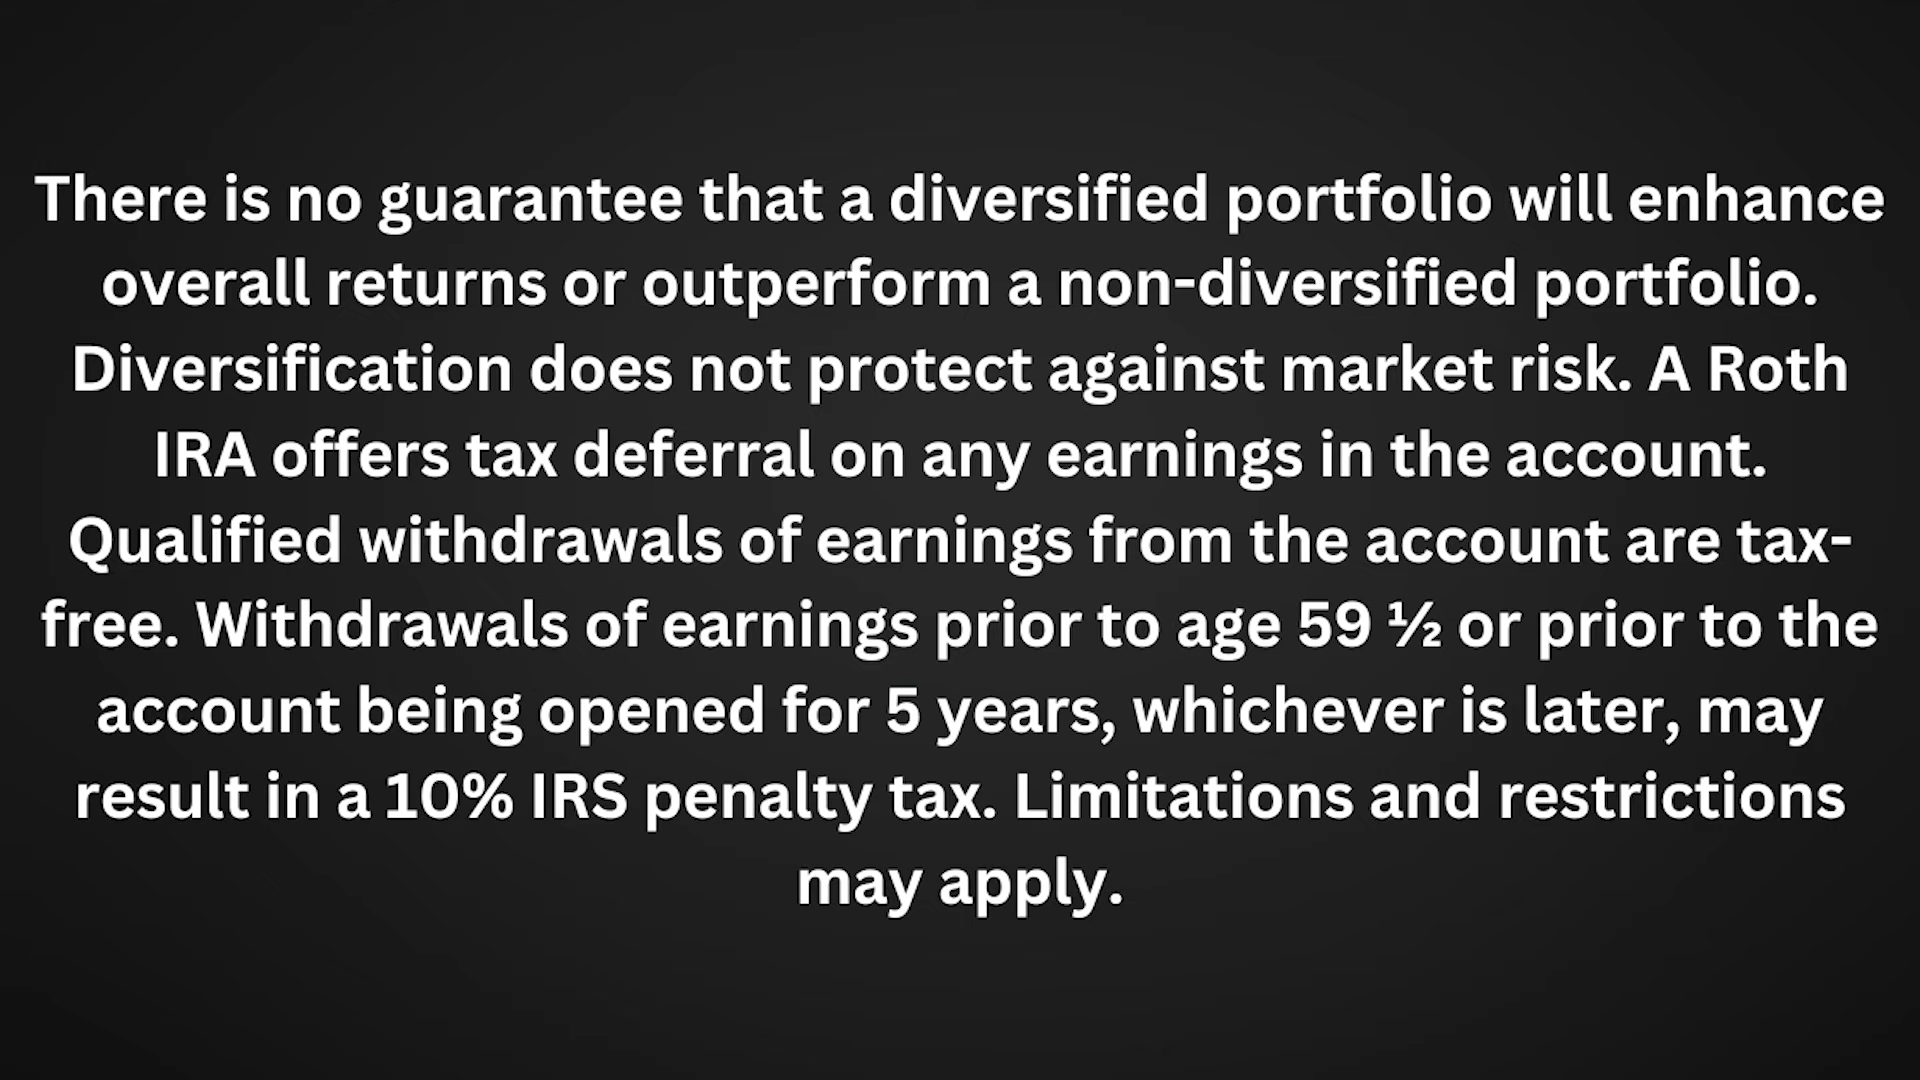 There is no guarantee that a diversified portfolio will enhance
overall returns or outperform a non-diversified portfolio.
Diversification does not protect against market risk. A Roth
IRA offers tax deferral on any earnings in the account.
Qualified withdrawals of earnings from the account are tax-
free. Withdrawals of earnings prior to age 59 ½ or prior to the
account being opened for 5 years, whichever is later, may
result in a 10% IRS penalty tax. Limitations and restrictions
may apply.